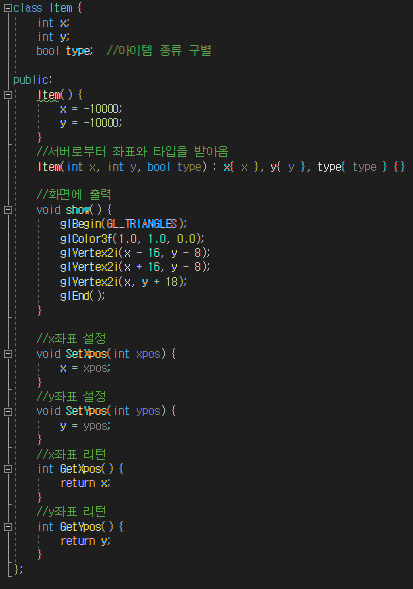 class Item {
int x;
int y;
bool type; //아이템 종류 구별
public:
Item() {
x = -10000;
y = -10000;
}
//서버로부터 좌표와 타입을 받아옴
Item(int x, int y, bool type) : x{ x }, y{ y }, type{ type } {}
//화면에 출력
void show() {
glBegin(GL_TRIANGLES);
glColor3f(1.0, 1.0, 0.0);
glVertex2i(x - 16, y - 8);
glVertex2i(x + 16, y - 8);
glVertex2i(x, y + 18);
glEnd();
}
//x좌표 설정
void SetXpos(int xpos) {
x = xpos;
}
//y좌표 설정
void SetYpos(int ypos) {
y = ypos;
}
//x좌표 리턴
int GetXpos() {
return x;
}
//y좌표 리턴
int GetYpos() {
return y;
}
};